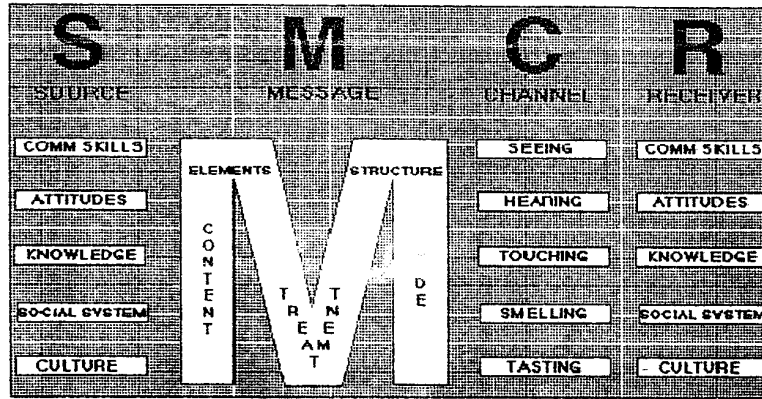 S M C R
SOURCE MESSAGE CHANNEL RECEIVER
COMM SKILLS
ATTITUDES
KNOWLEDGE
SOCIAL SYSTEM
CULTURE
ELEMENTS STRUCTURE
CONTENT
TREATMENT
DE
SEEING
HEARING
TOUCHING
SMELLING
TASTING
COMM SKILLS
ATTITUDES
KNOWLEDGE
SOCIAL SYSTEM
CULTURE